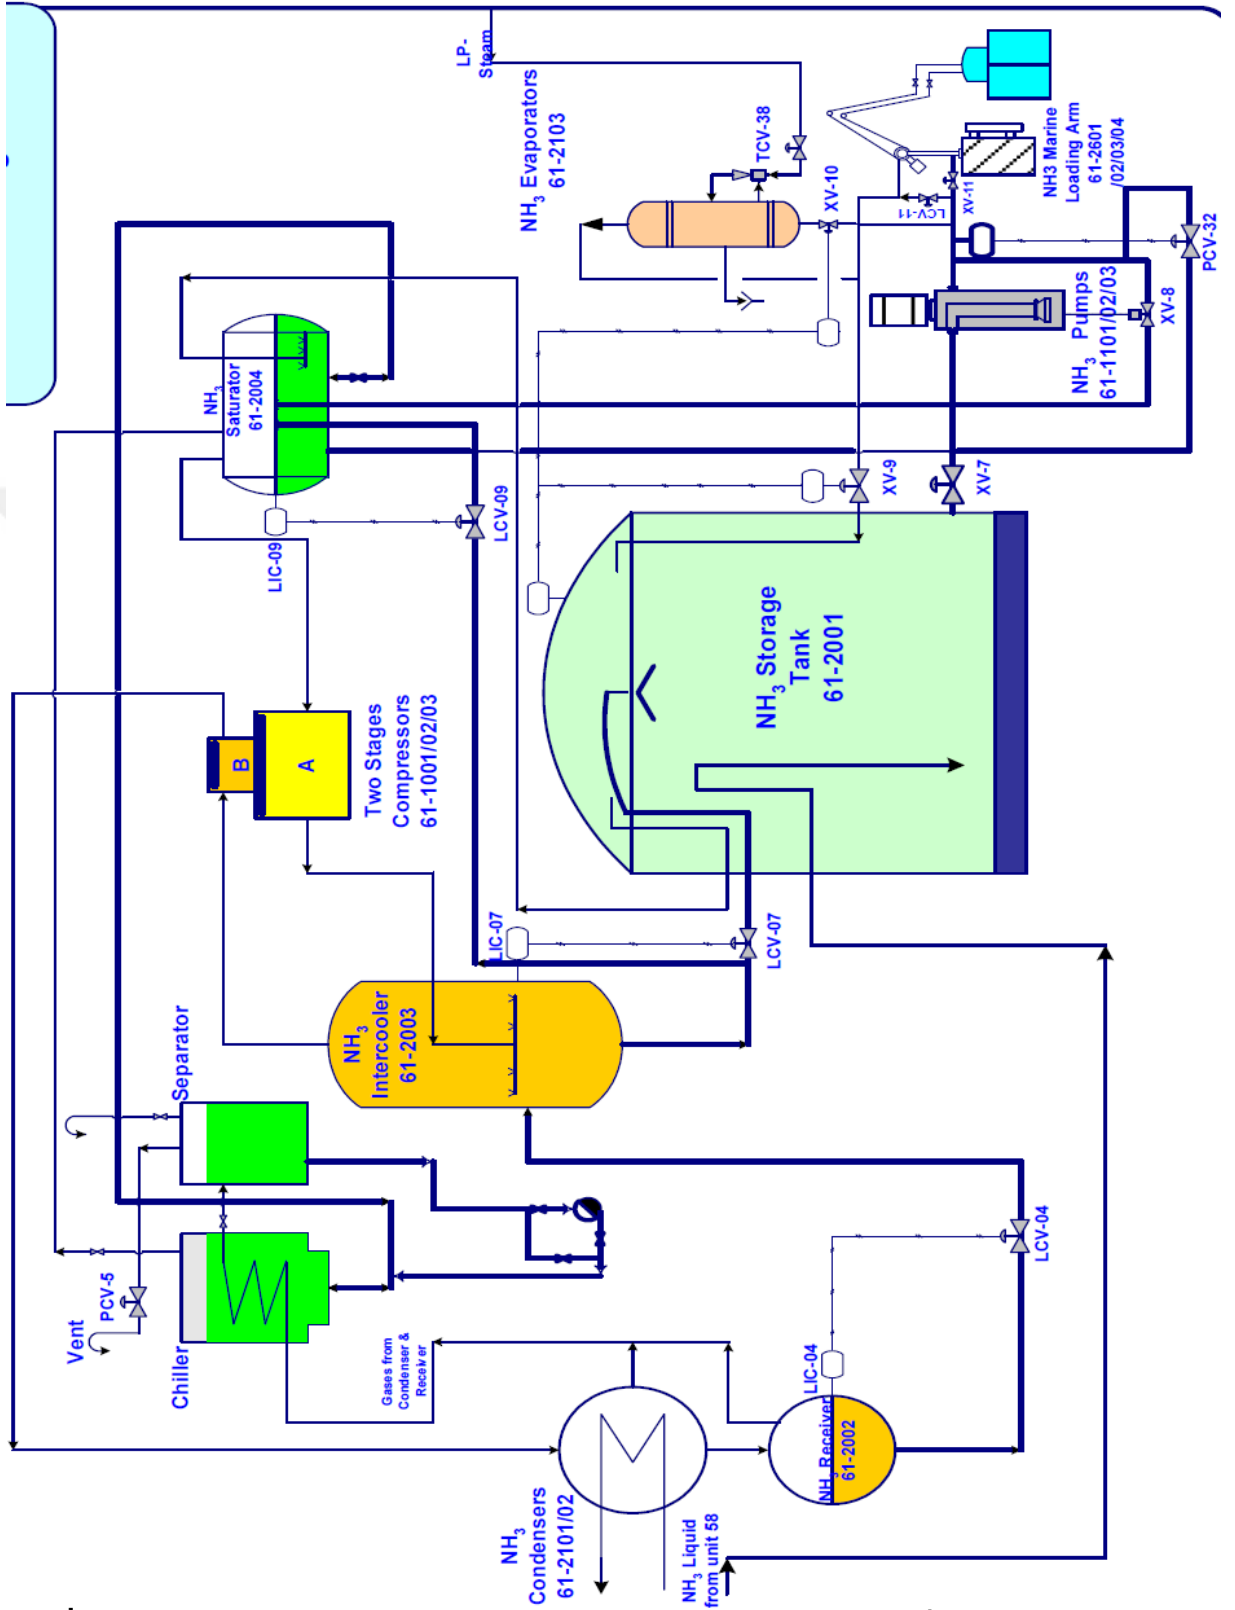 LP-
Steam
NH3 Evaporators
61-2103
TCV-38
XV-10
NH3 Marine
Loading Arm
61-2601
/02/03/04
LCV-11
XV-11
PCV-32
NH3 Pumps
61-1101/02/03
XV-8
NH3
Saturator
61-2004
LIC-09
LCV-09
XV-9
XV-7
NH3 Storage
Tank
61-2001
B
A
Two Stages
Compressors
61-1001/02/03
LIC-07
LCV-07
NH3
Intercooler
61-2003
Separator
PCV-5
Vent
Chiller
Gases from
Condenser &
Receiver
LIC-04
LCV-04
NH3 Receiver
61-2002
NH3
Condensers
61-2101/02
NH3 Liquid
from unit 58